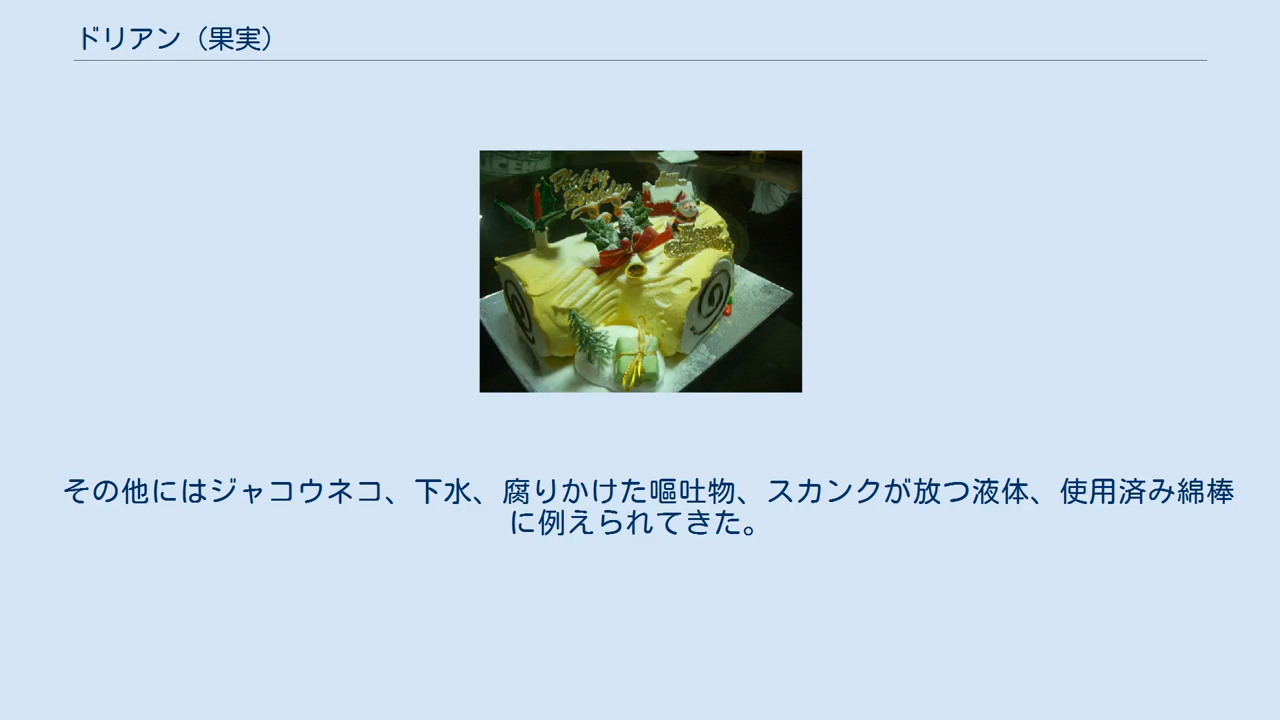 ドリアン（果実）
Happy
Birthday
その他にはジャコウネコ、下水、腐りかけた嘔吐物、スカンクが放つ液体、使用済み綿棒
に例えられてきた。